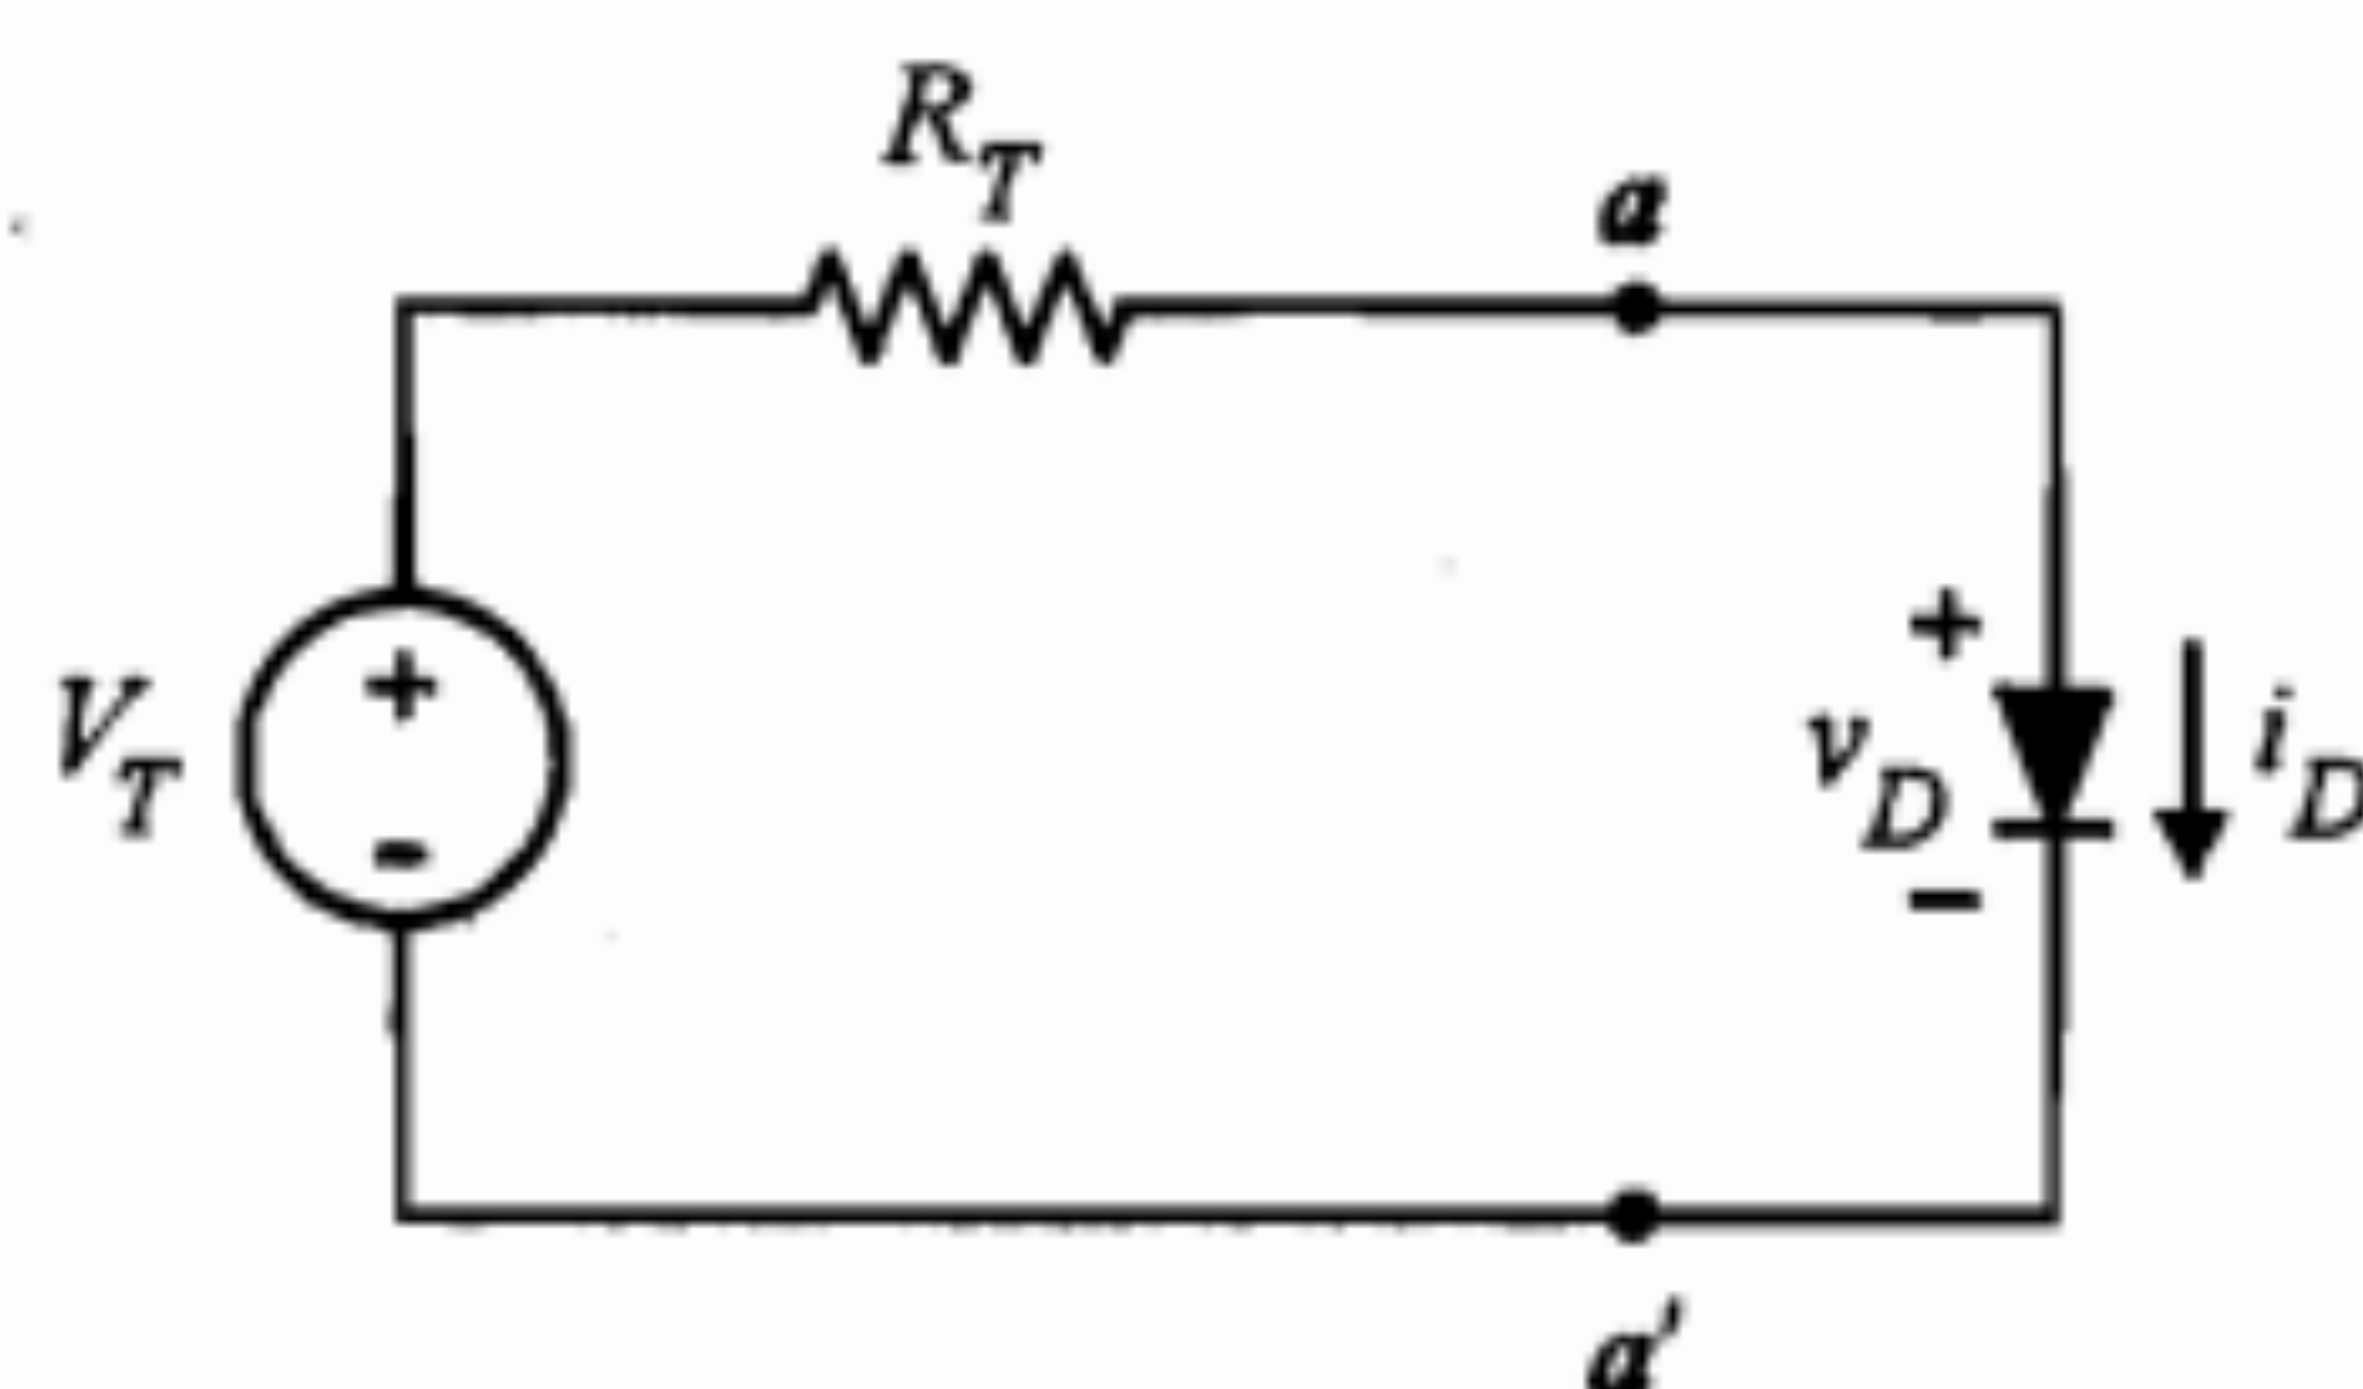 R_T
a
+
V_T
+
-
v_D
-
i_D
a'